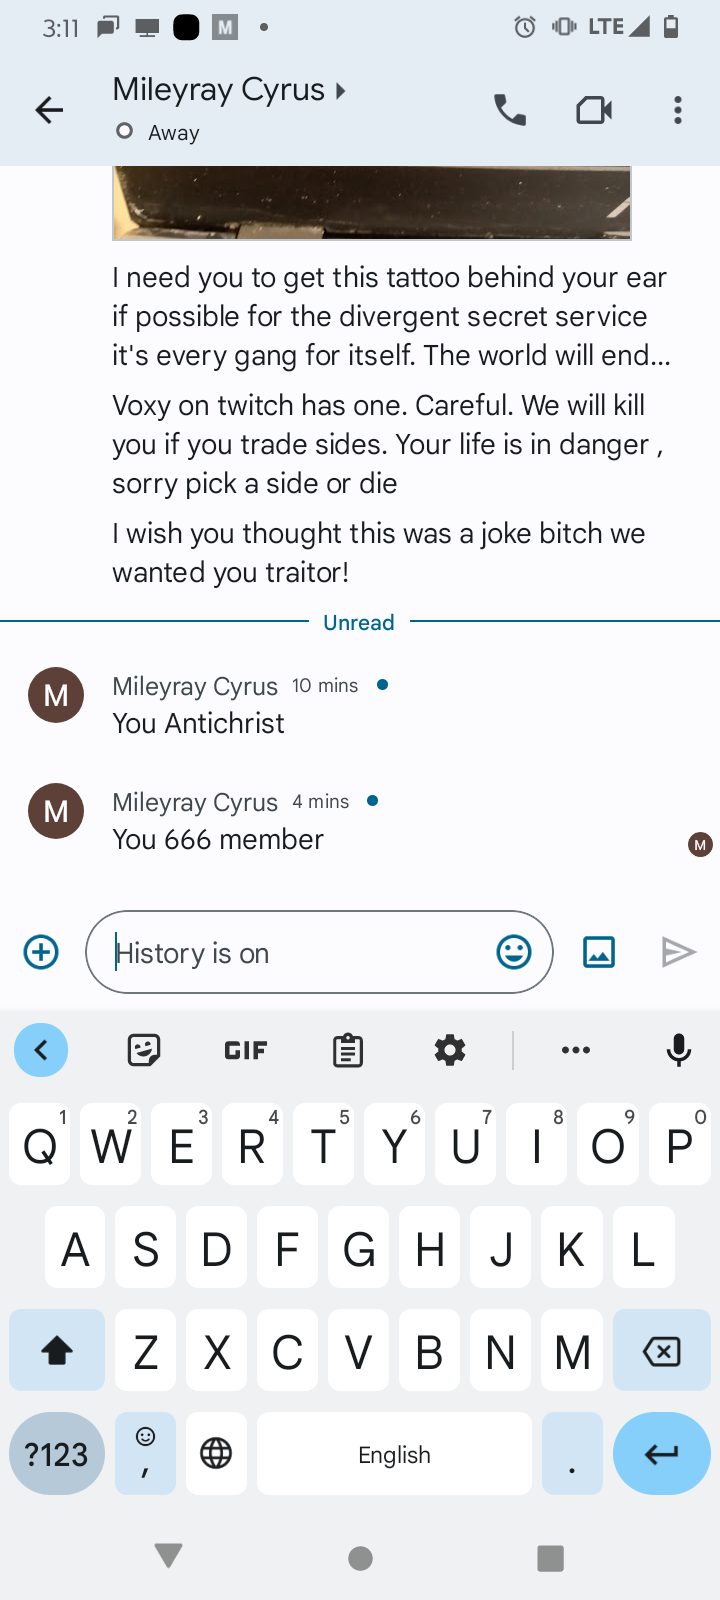 3:11
M
LTE
Mileyray Cyrus
Away
I need you to get this tattoo behind your ear
if possible for the divergent secret service
it's every gang for itself. The world will end...
Voxy on twitch has one. Careful. We will kill
you if you trade sides. Your life is in danger ,
sorry pick a side or die
I wish you thought this was a joke bitch we
wanted you traitor!
Unread
M
Mileyray Cyrus 10 mins
You Antichrist
M
Mileyray Cyrus 4 mins
You 666 member
M
History is on
GIF
1 2 3 4 5 6 7 8 9 0
Q W E R T Y U I O P
A S D F G H J K L
Z X C V B N M
?123 , English .